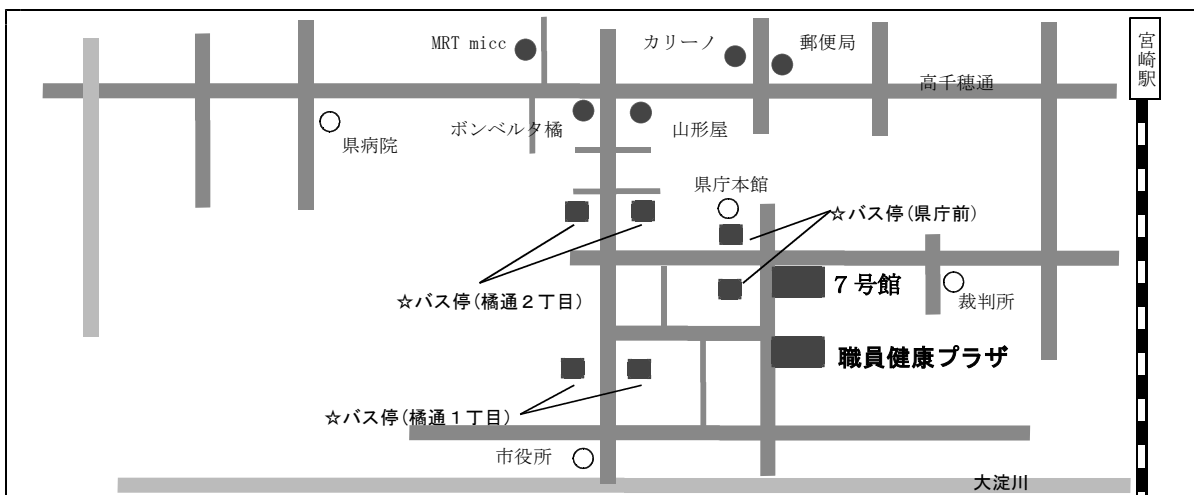 MRT micc
カリーノ
郵便局
宮崎駅
高千穂通
ボンベルタ橘
山形屋
県病院
県庁本館
☆バス停(県庁前)
7号館
☆バス停(橘通2丁目)
裁判所
職員健康プラザ
☆バス停(橘通1丁目)
市役所
大淀川